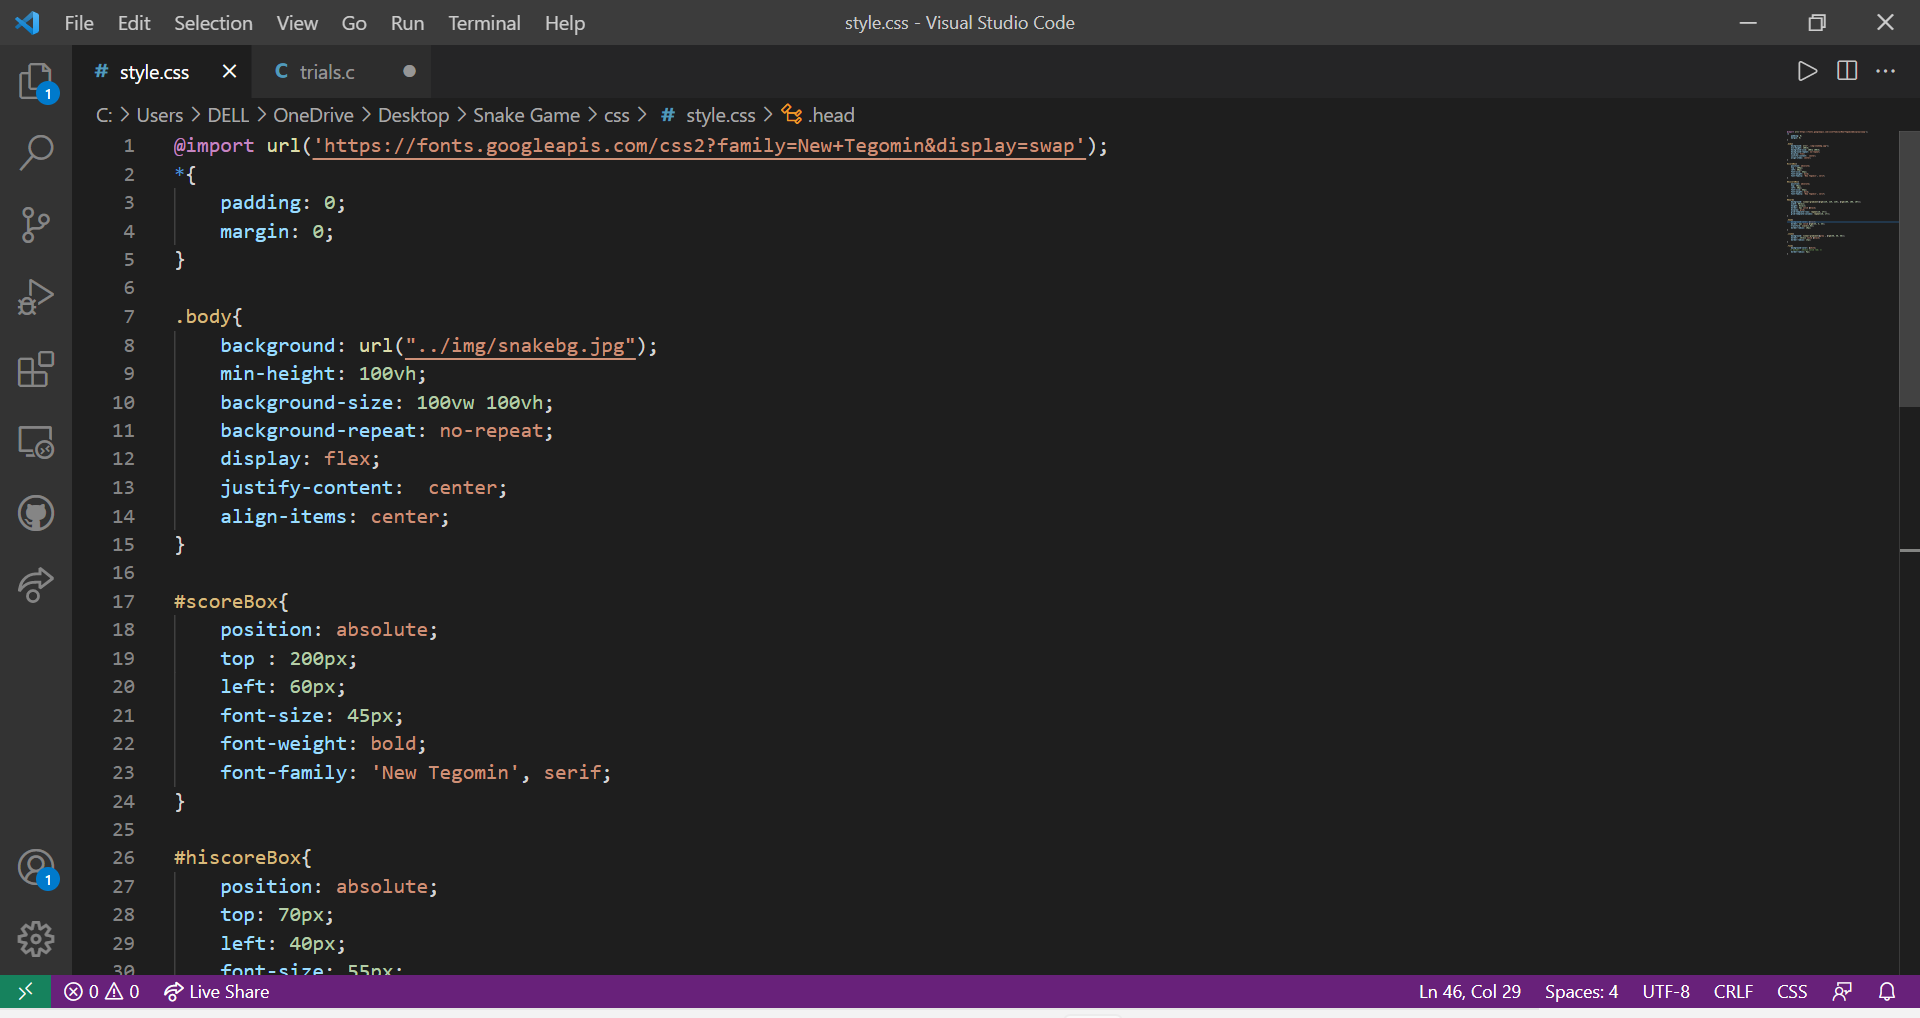 File Edit Selection View Go Run Terminal Help
style.css - Visual Studio Code
# style.css
C trials.c
C: > Users > DELL > OneDrive > Desktop > Snake Game > css > # style.css > .head
1 @import url('https://fonts.googleapis.com/css2?family=New+Tegomin&display=swap');
2 *{
3     padding: 0;
4     margin: 0;
5 }
6
7 .body{
8     background: url("../img/snakebg.jpg");
9     min-height: 100vh;
10     background-size: 100vw 100vh;
11     background-repeat: no-repeat;
12     display: flex;
13     justify-content:  center;
14     align-items: center;
15 }
16
17 #scoreBox{
18     position: absolute;
19     top : 200px;
20     left: 60px;
21     font-size: 45px;
22     font-weight: bold;
23     font-family: 'New Tegomin', serif;
24 }
25
26 #hiscoreBox{
27     position: absolute;
28     top: 70px;
29     left: 40px;
30     font-size: 55px;
1
1
0 0 Live Share
Ln 46, Col 29 Spaces: 4 UTF-8 CRLF CSS